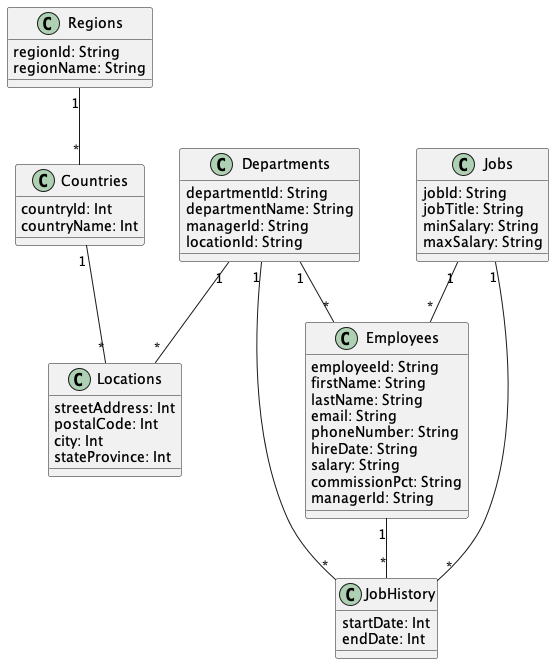 C Regions
regionId: String
regionName: String
1
*
C Countries
countryId: Int
countryName: Int
C Departments
departmentId: String
departmentName: String
managerId: String
locationId: String
C Jobs
jobId: String
jobTitle: String
minSalary: String
maxSalary: String
1
1
1
1
1
1
*
*
*
*
C Locations
streetAddress: Int
postalCode: Int
city: Int
stateProvince: Int
C Employees
employeeId: String
firstName: String
lastName: String
email: String
phoneNumber: String
hireDate: String
salary: String
commissionPct: String
managerId: String
1
*
*
*
C JobHistory
startDate: Int
endDate: Int